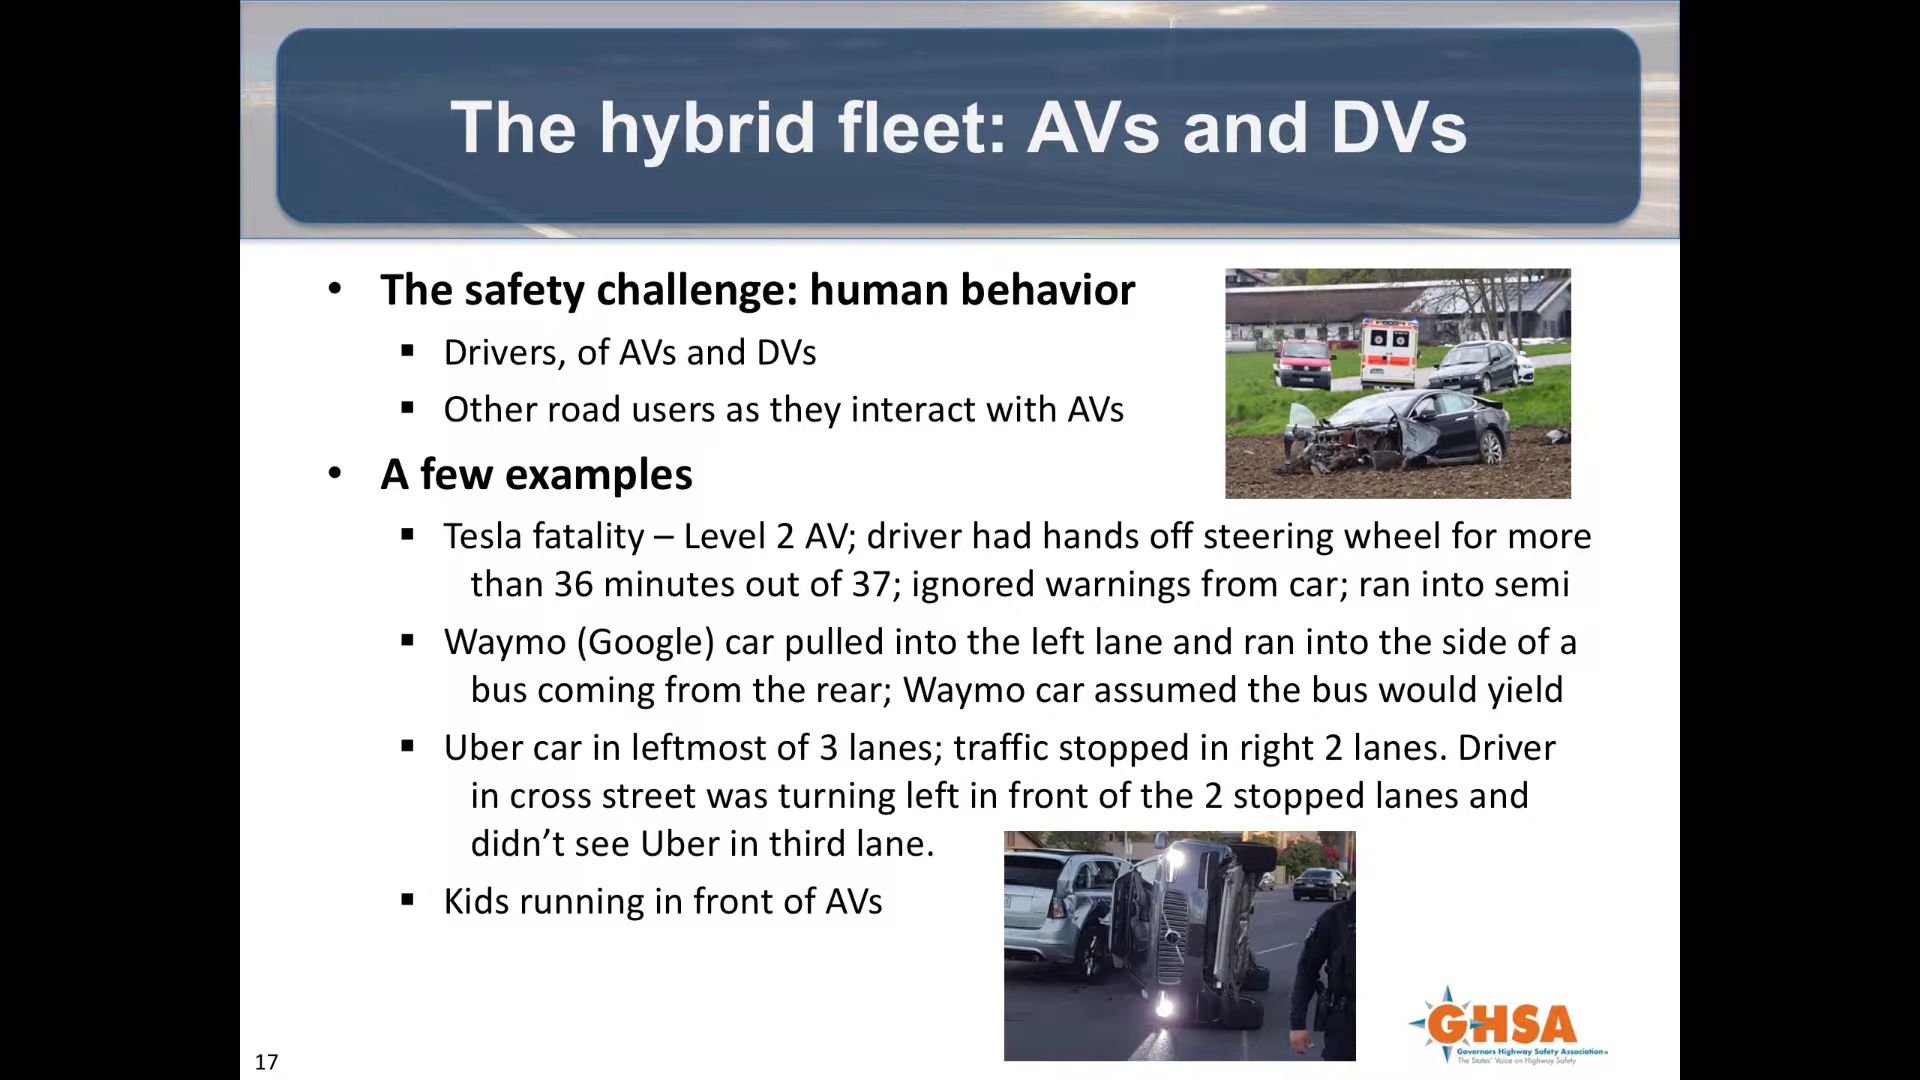 The hybrid fleet: AVs and DVs
• The safety challenge: human behavior
▪ Drivers, of AVs and DVs
▪ Other road users as they interact with AVs
• A few examples
▪ Tesla fatality – Level 2 AV; driver had hands off steering wheel for more
than 36 minutes out of 37; ignored warnings from car; ran into semi
▪ Waymo (Google) car pulled into the left lane and ran into the side of a
bus coming from the rear; Waymo car assumed the bus would yield
▪ Uber car in leftmost of 3 lanes; traffic stopped in right 2 lanes. Driver
in cross street was turning left in front of the 2 stopped lanes and
didn’t see Uber in third lane.
▪ Kids running in front of AVs
GHSA
Governors Highway Safety Association
The States' Voice on Highway Safety
17